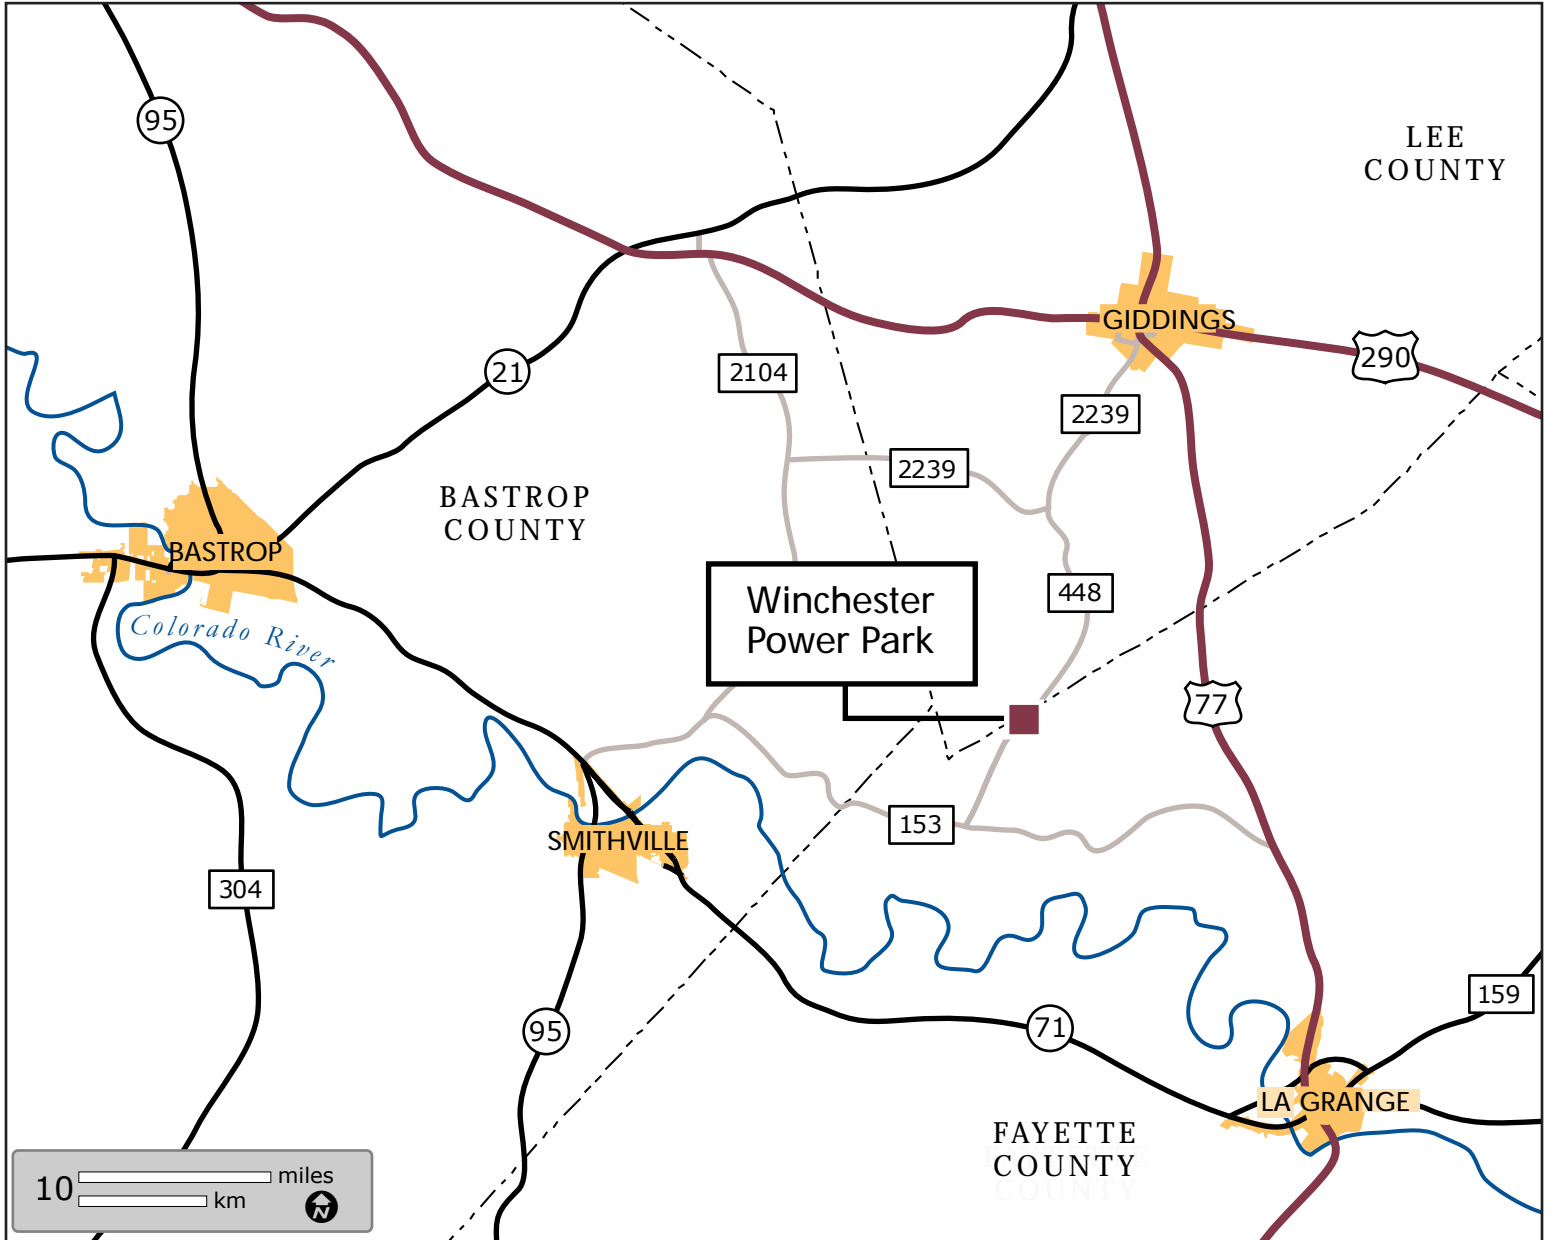 95
LEE
COUNTY
GIDDINGS
290
21
2104
2239
2239
BASTROP
COUNTY
BASTROP
Colorado River
Winchester
Power Park
448
77
153
SMITHVILLE
304
95
71
159
LA GRANGE
FAYETTE
COUNTY
10
miles
km
N